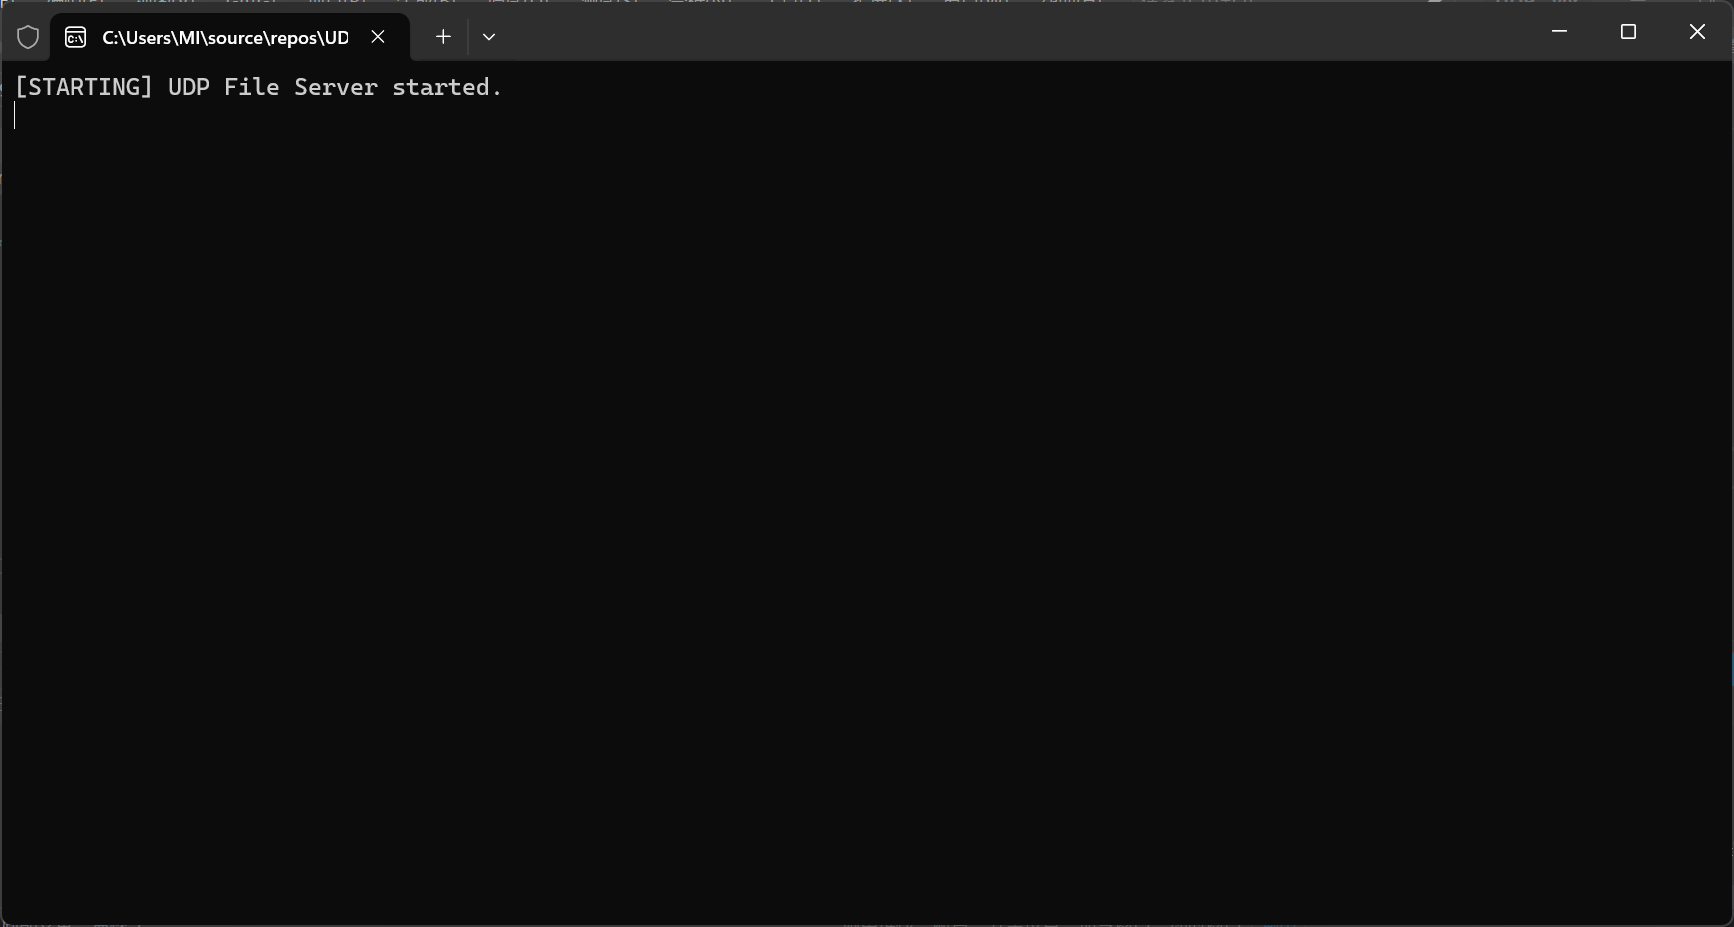 C:\Users\MI\source\repos\UD
[STARTING] UDP File Server started.